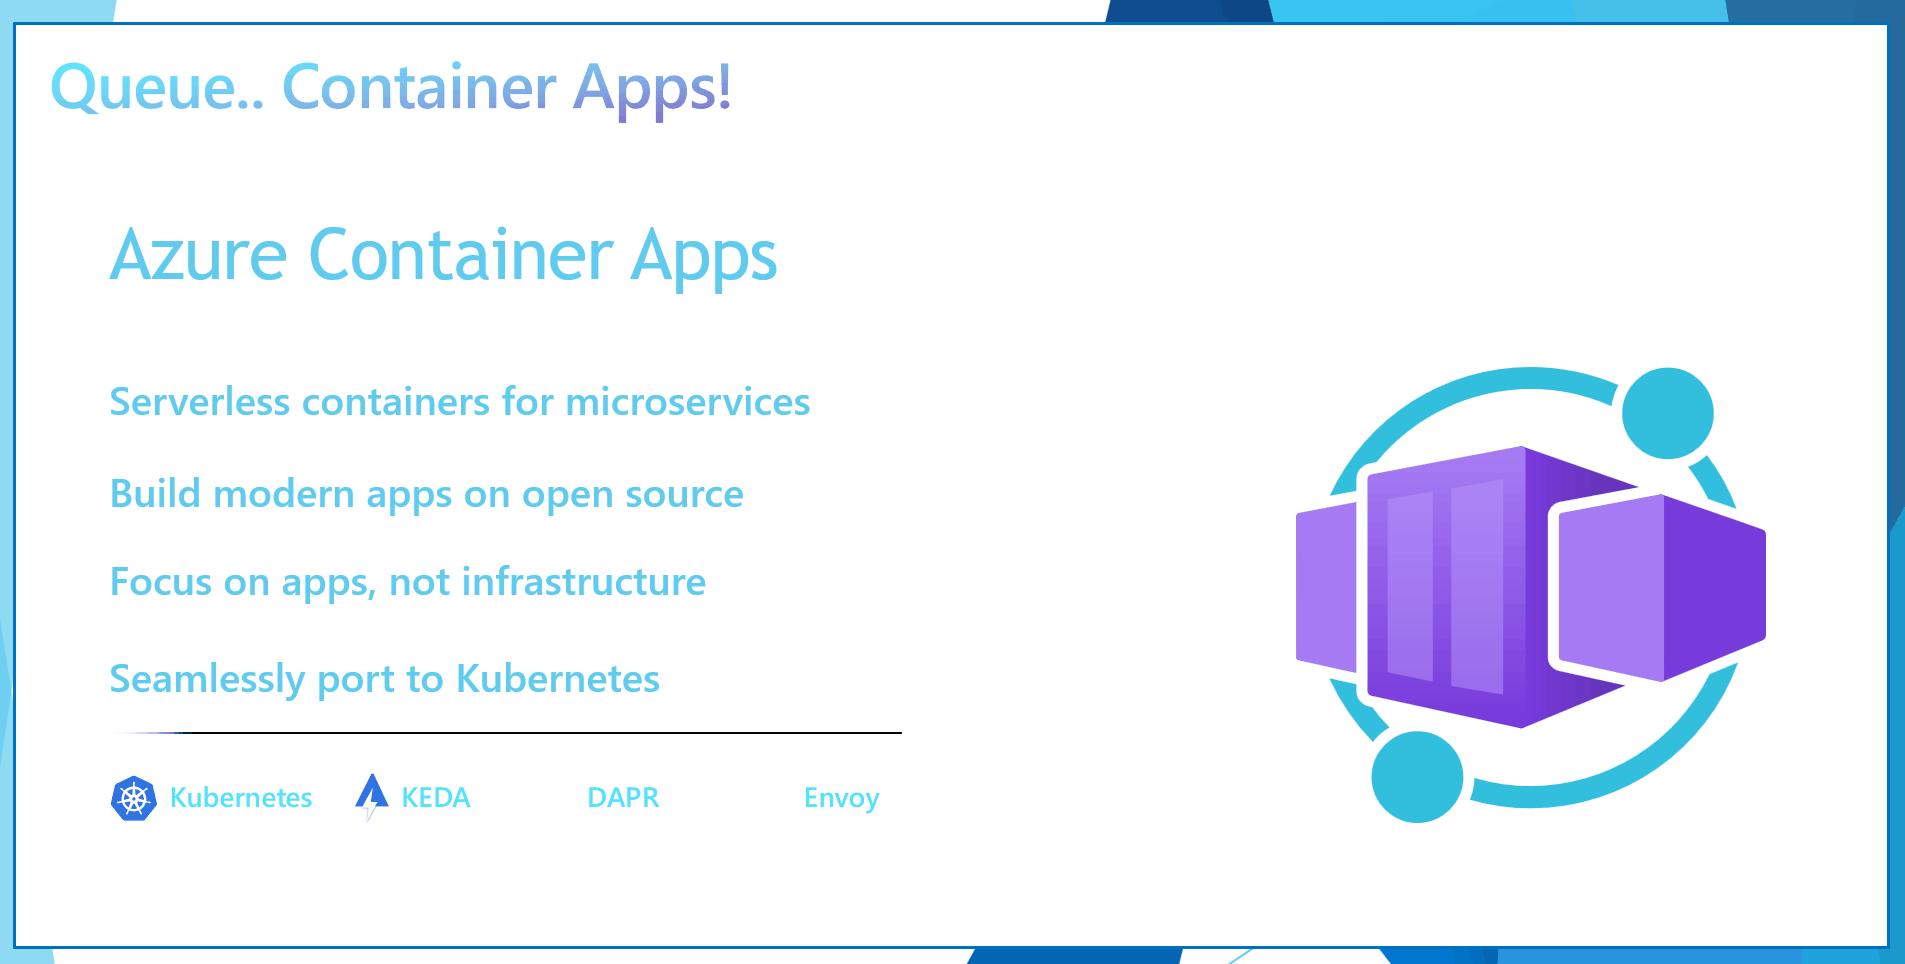 Queue.. Container Apps!
Azure Container Apps
Serverless containers for microservices
Build modern apps on open source
Focus on apps, not infrastructure
Seamlessly port to Kubernetes
Kubernetes KEDA DAPR Envoy